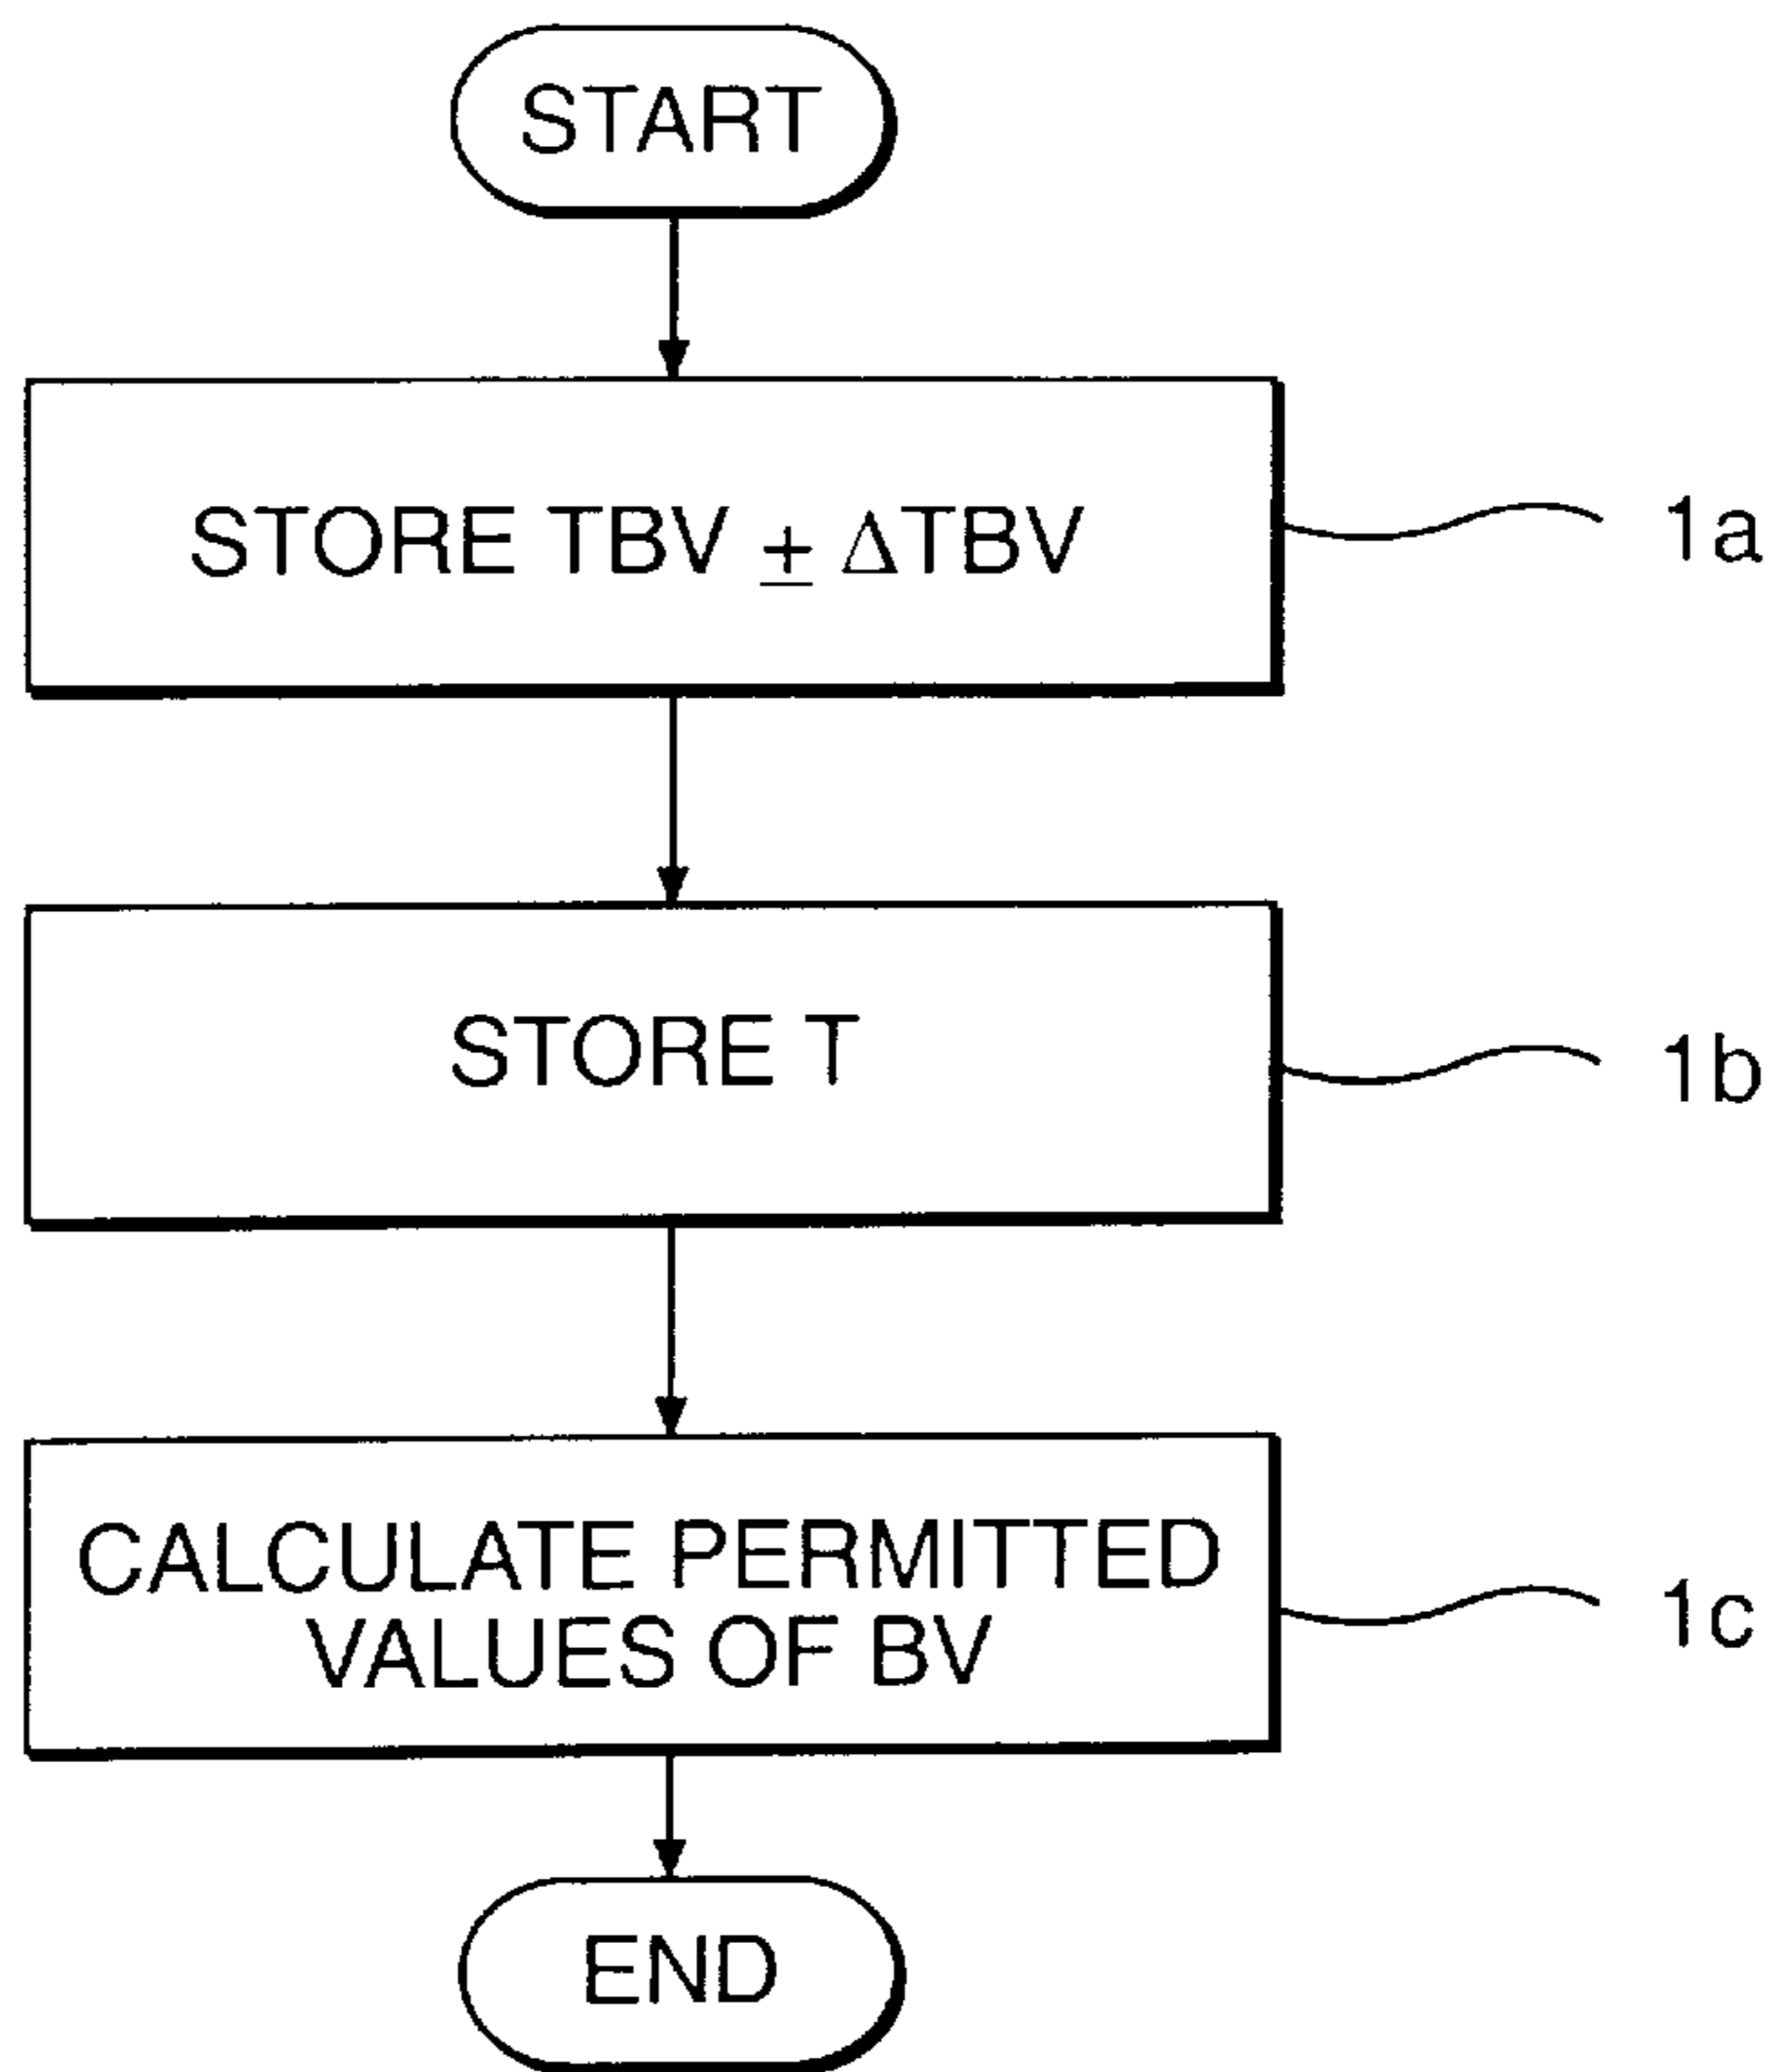 START
STORE TBV ± ΔTBV
1a
STORE T
1b
CALCULATE PERMITTED
VALUES OF BV
1c
END